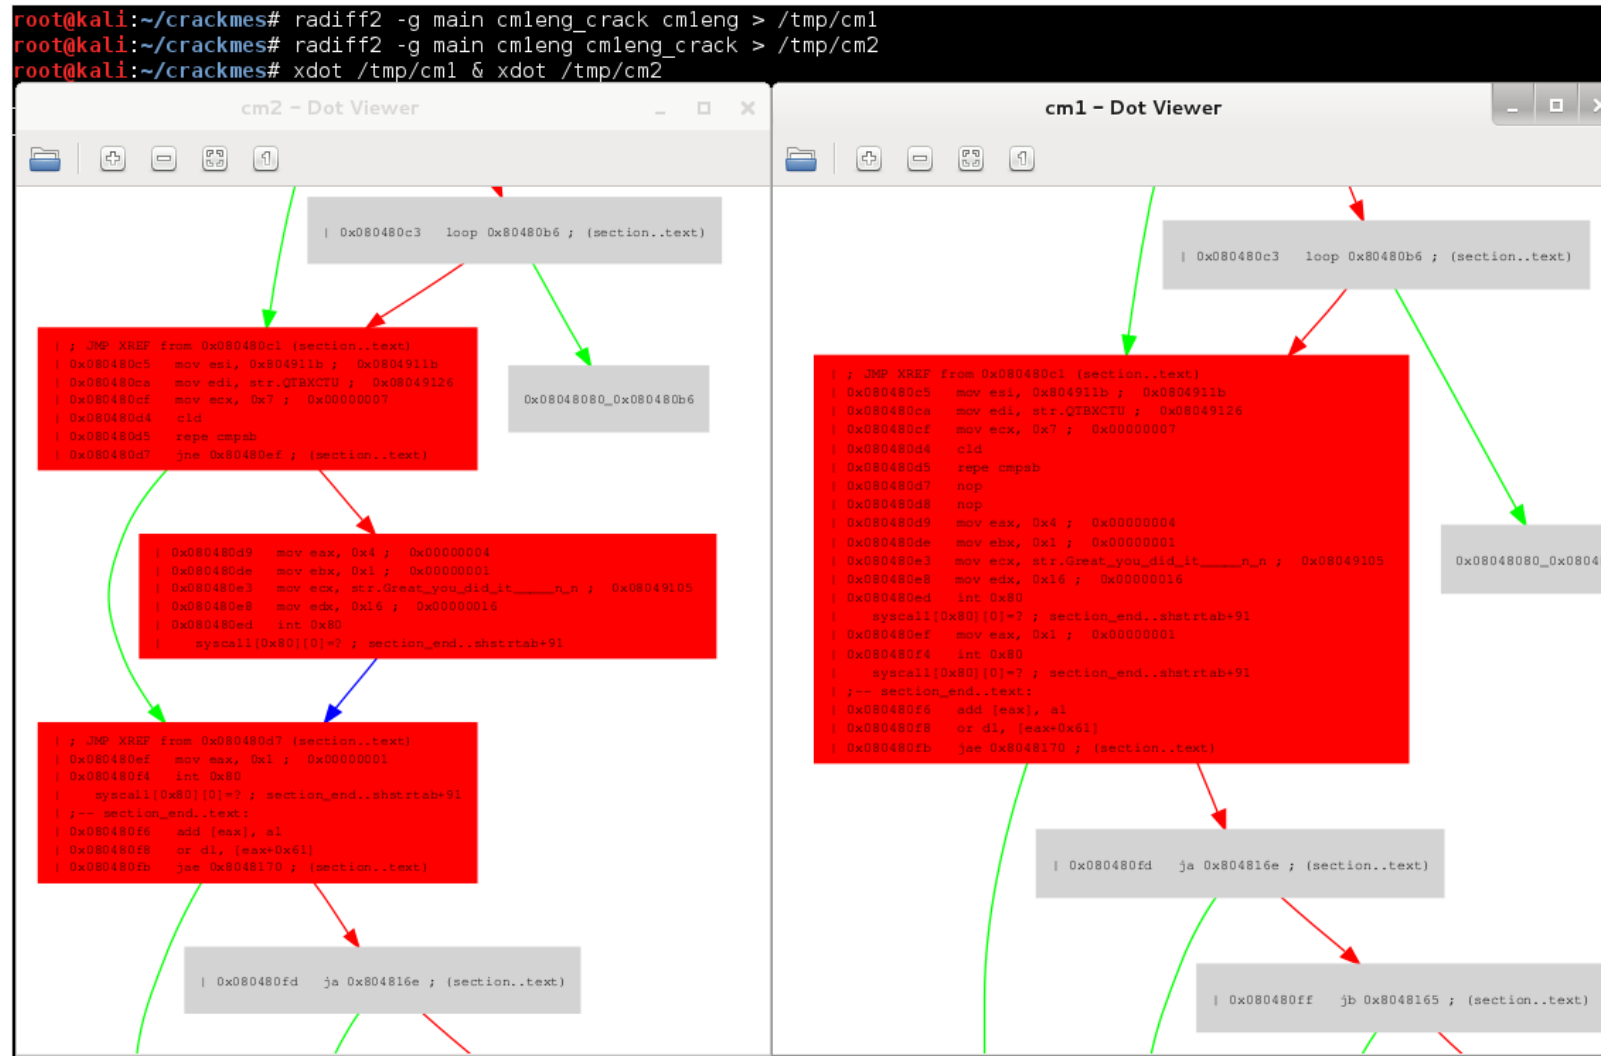 root@kali:~/crackmes# radiff2 -g main cm1eng_crack cm1eng > /tmp/cm1
root@kali:~/crackmes# radiff2 -g main cm1eng cm1eng_crack > /tmp/cm2
root@kali:~/crackmes# xdot /tmp/cm1 & xdot /tmp/cm2
cm2 - Dot Viewer
| 0x080480c3 loop 0x80480b6 ; (section..text)
| ; JMP XREF from 0x080480c1 (section..text)
| 0x080480c5 mov esi, 0x804911b ; 0x0804911b
| 0x080480ca mov edi, str.QTBXCTU ; 0x08049126
| 0x080480cf mov ecx, 0x7 ; 0x00000007
| 0x080480d4 cld
| 0x080480d5 repe cmpsb
| 0x080480d7 jne 0x80480ef ; (section..text)
0x08048080_0x080480b6
| 0x080480d9 mov eax, 0x4 ; 0x00000004
| 0x080480de mov ebx, 0x1 ; 0x00000001
| 0x080480e3 mov ecx, str.Great_you_did_it_____n_n ; 0x08049105
| 0x080480e8 mov edx, 0x16 ; 0x00000016
| 0x080480ed int 0x80
| syscall[0x80][0]=? ; section_end..shstrtab+91
| ; JMP XREF from 0x080480d7 (section..text)
| 0x080480ef mov eax, 0x1 ; 0x00000001
| 0x080480f4 int 0x80
| syscall[0x80][0]=? ; section_end..shstrtab+91
| ;-- section_end..text:
| 0x080480f6 add [eax], al
| 0x080480f8 or dl, [eax+0x61]
| 0x080480fb jae 0x8048170 ; (section..text)
| 0x080480fd ja 0x804816e ; (section..text)
cm1 - Dot Viewer
| 0x080480c3 loop 0x80480b6 ; (section..text)
| ; JMP XREF from 0x080480c1 (section..text)
| 0x080480c5 mov esi, 0x804911b ; 0x0804911b
| 0x080480ca mov edi, str.QTBXCTU ; 0x08049126
| 0x080480cf mov ecx, 0x7 ; 0x00000007
| 0x080480d4 cld
| 0x080480d5 repe cmpsb
| 0x080480d7 nop
| 0x080480d8 nop
| 0x080480d9 mov eax, 0x4 ; 0x00000004
| 0x080480de mov ebx, 0x1 ; 0x00000001
| 0x080480e3 mov ecx, str.Great_you_did_it_____n_n ; 0x08049105
| 0x080480e8 mov edx, 0x16 ; 0x00000016
| 0x080480ed int 0x80
| syscall[0x80][0]=? ; section_end..shstrtab+91
| 0x080480ef mov eax, 0x1 ; 0x00000001
| 0x080480f4 int 0x80
| syscall[0x80][0]=? ; section_end..shstrtab+91
| ;-- section_end..text:
| 0x080480f6 add [eax], al
| 0x080480f8 or dl, [eax+0x61]
| 0x080480fb jae 0x8048170 ; (section..text)
0x08048080_0x0804
| 0x080480fd ja 0x804816e ; (section..text)
| 0x080480ff jb 0x8048165 ; (section..text)